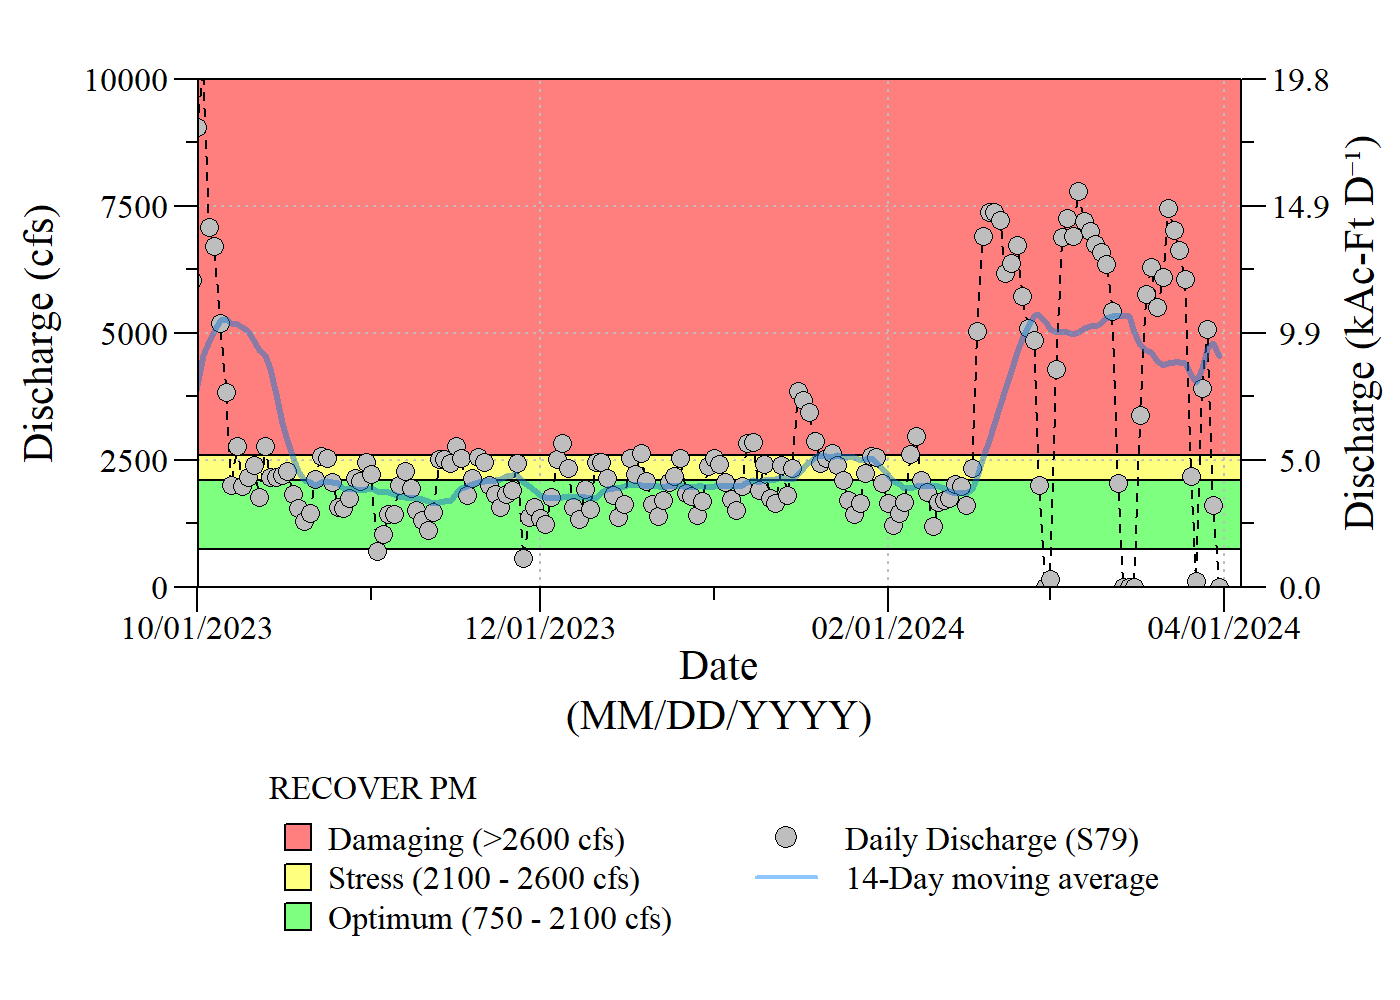 10000
7500
5000
2500
0
Discharge (cfs)
19.8
14.9
9.9
5.0
0.0
Discharge (kAc-Ft D⁻¹)
10/01/2023
12/01/2023
02/01/2024
04/01/2024
Date
(MM/DD/YYYY)
RECOVER PM
Damaging (>2600 cfs)
Stress (2100 - 2600 cfs)
Optimum (750 - 2100 cfs)
Daily Discharge (S79)
14-Day moving average